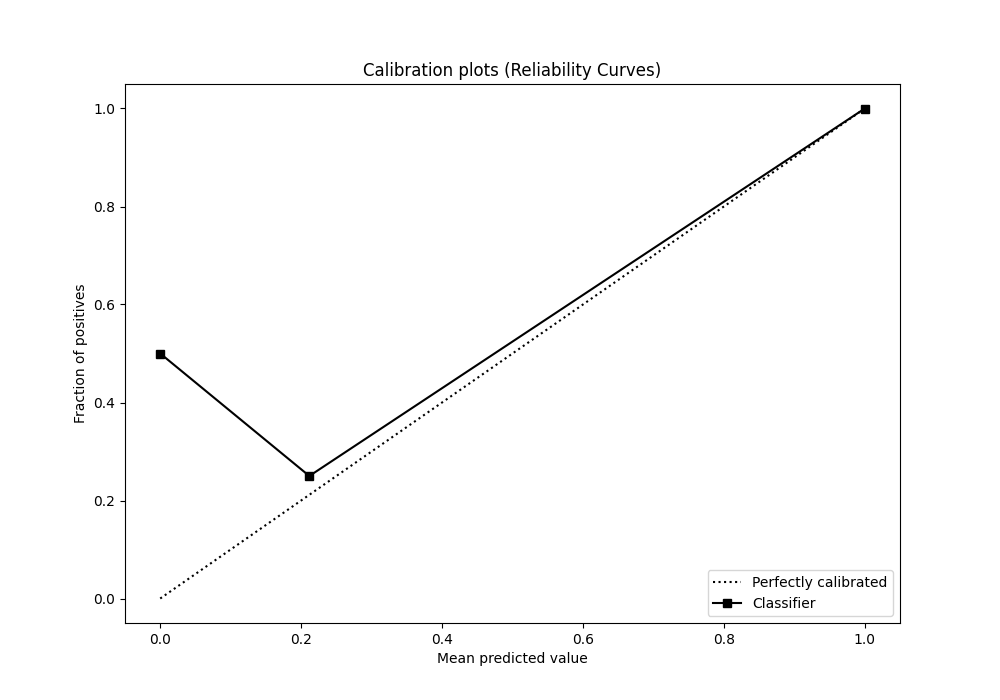 Calibration plots (Reliability Curves)
1.0
0.8
0.6
0.4
0.2
0.0
Fraction of positives
Perfectly calibrated
Classifier
0.0 0.2 0.4 0.6 0.8 1.0
Mean predicted value